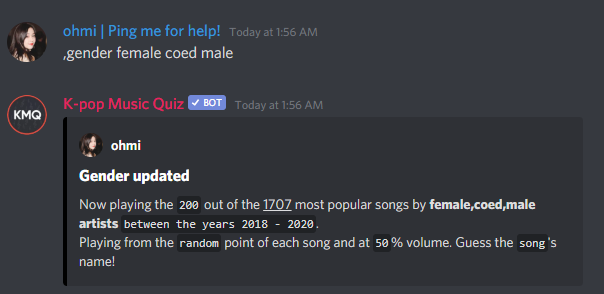 ohmi | Ping me for help! Today at 1:56 AM
,gender female coed male
KMQ
K-pop Music Quiz ✓ BOT Today at 1:56 AM
ohmi
Gender updated
Now playing the 200 out of the 1707 most popular songs by female,coed,male
artists between the years 2018 - 2020.
Playing from the random point of each song and at 50% volume. Guess the song's
name!